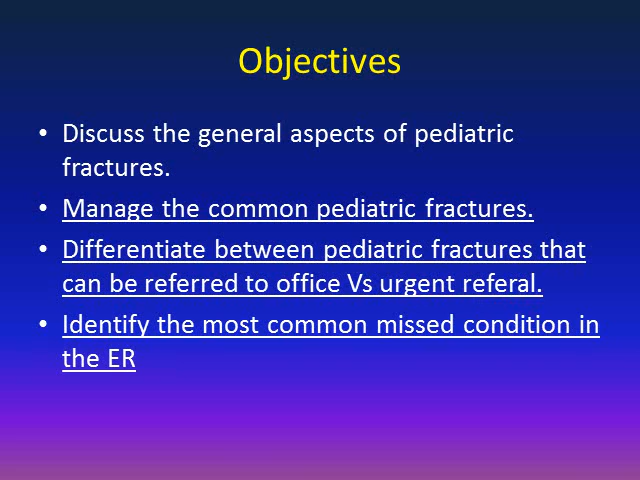 Objectives
• Discuss the general aspects of pediatric
fractures.
• Manage the common pediatric fractures.
• Differentiate between pediatric fractures that
can be referred to office Vs urgent referal.
• Identify the most common missed condition in
the ER